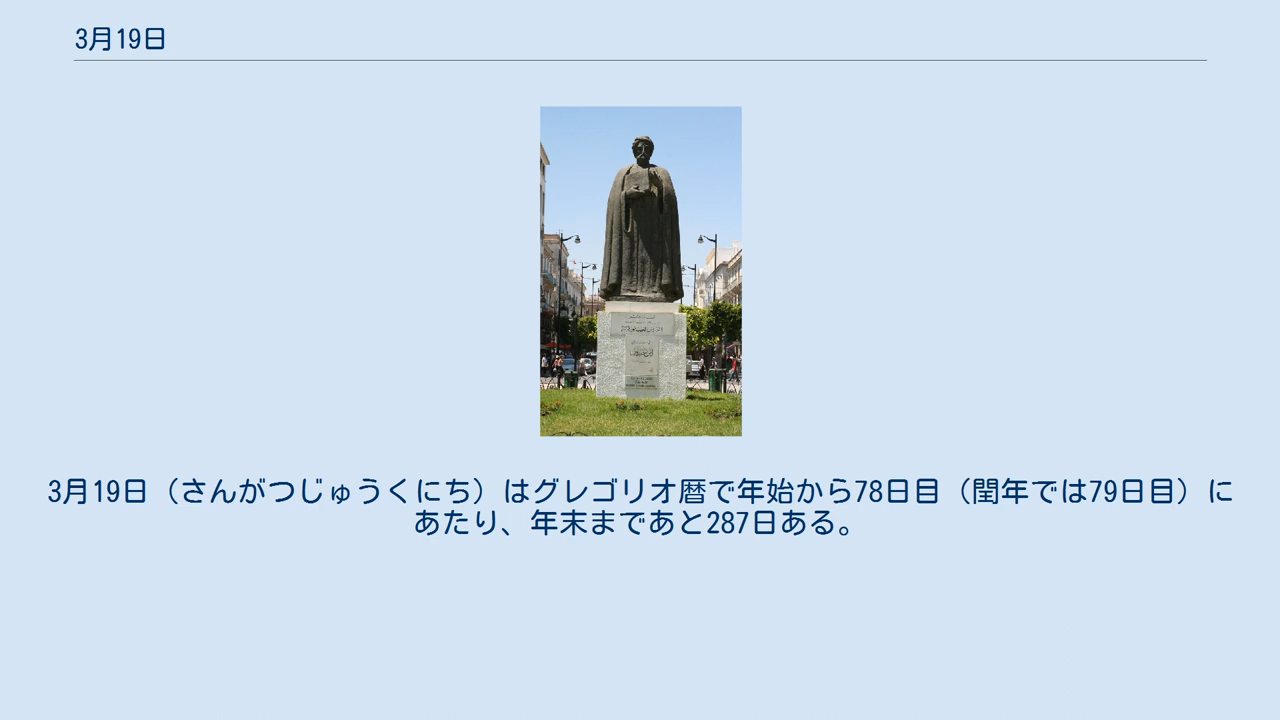 3月19日
3月19日（さんがつじゅうくにち）はグレゴリオ暦で年始から78日目（閏年では79日目）に
あたり、年末まであと287日ある。